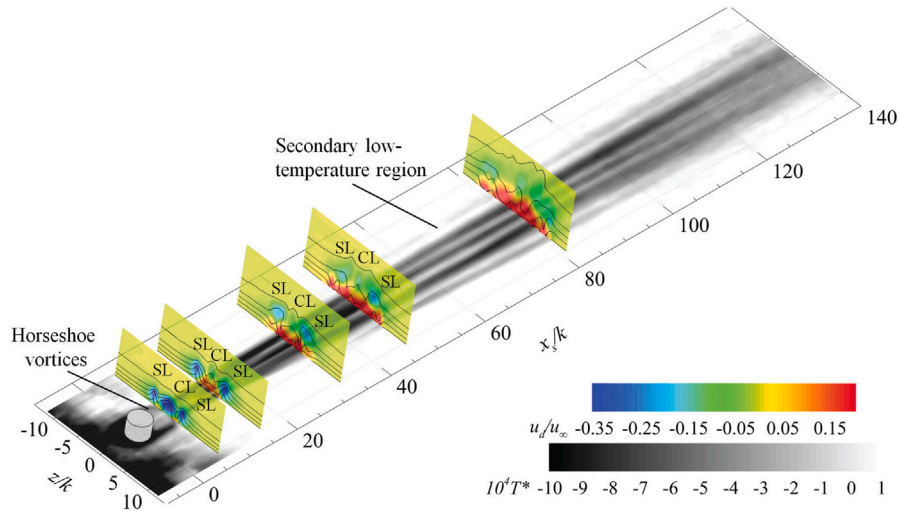 140
Secondary low-
temperature region
120
100
80
SL
CL
SL
60
x_s/k
SL
CL
SL
40
Horseshoe
vortices
SL
CL
SL
SL
CL
SL
20
0
-10
-5
0
5
10
z/k
u_d/u_∞ -0.35 -0.25 -0.15 -0.05 0.05 0.15
10^4T* -10 -9 -8 -7 -6 -5 -4 -3 -2 -1 0 1